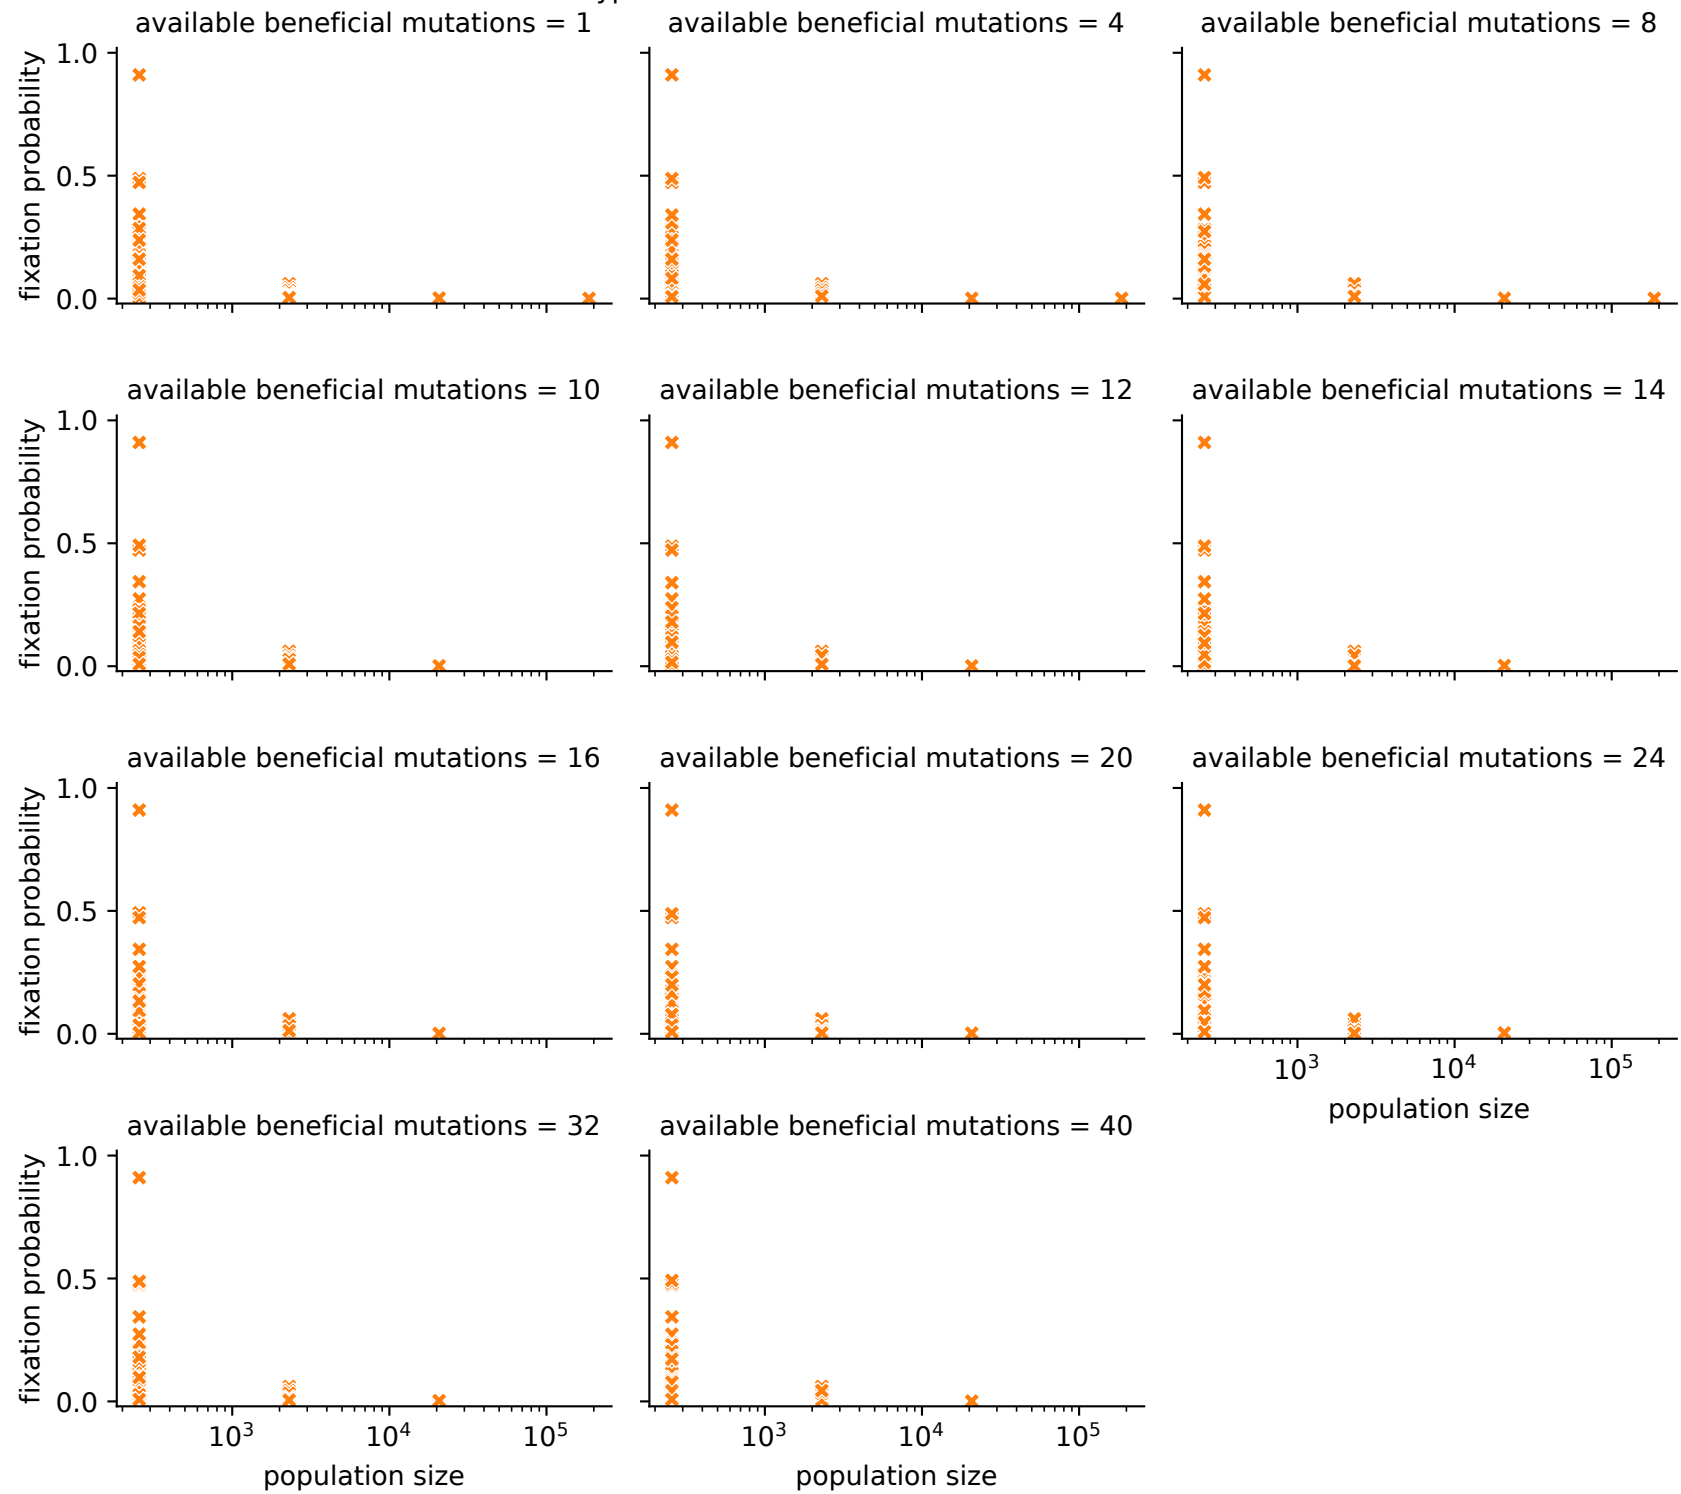 available beneficial mutations = 1
available beneficial mutations = 4
available beneficial mutations = 8
1.0
0.5
0.0
fixation probability
available beneficial mutations = 10
available beneficial mutations = 12
available beneficial mutations = 14
1.0
0.5
0.0
fixation probability
available beneficial mutations = 16
available beneficial mutations = 20
available beneficial mutations = 24
1.0
0.5
0.0
fixation probability
10³ 10⁴ 10⁵
population size
available beneficial mutations = 32
available beneficial mutations = 40
1.0
0.5
0.0
fixation probability
10³ 10⁴ 10⁵
population size
10³ 10⁴ 10⁵
population size